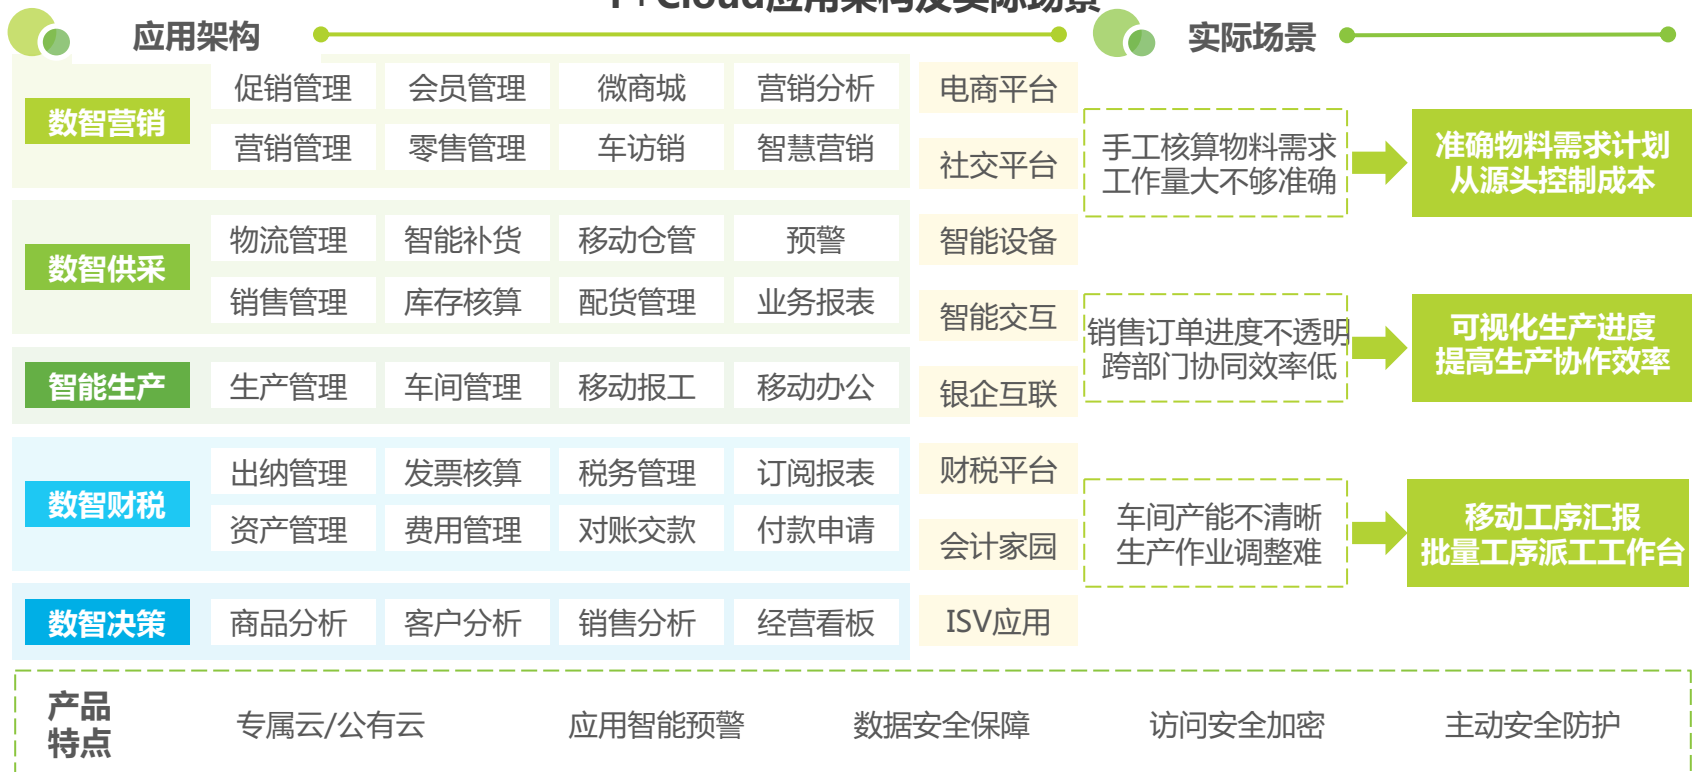 T+Cloud应用架构及实际场景
应用架构
实际场景
数智营销
促销管理 会员管理 微商城 营销分析
营销管理 零售管理 车访销 智慧营销
数智供采
物流管理 智能补货 移动仓管 预警
销售管理 库存核算 配货管理 业务报表
智能生产
生产管理 车间管理 移动报工 移动办公
数智财税
出纳管理 发票核算 税务管理 订阅报表
资产管理 费用管理 对账交款 付款申请
数智决策
商品分析 客户分析 销售分析 经营看板
电商平台
社交平台
智能设备
智能交互
银企互联
财税平台
会计家园
ISV应用
手工核算物料需求
工作量大不够准确
准确物料需求计划
从源头控制成本
销售订单进度不透明
跨部门协同效率低
可视化生产进度
提高生产协作效率
车间产能不清晰
生产作业调整难
移动工序汇报
批量工序派工工作台
产品
特点
专属云/公有云 应用智能预警 数据安全保障 访问安全加密 主动安全防护